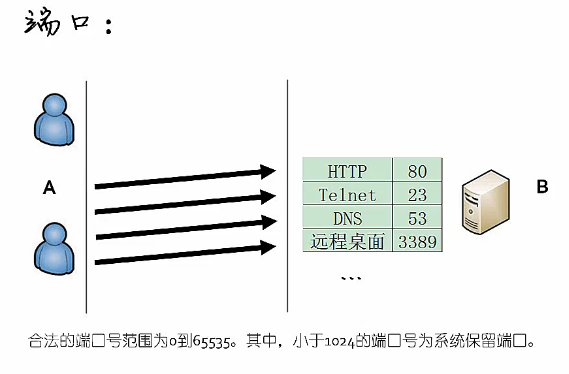 端口：
A
B
HTTP 80
Telnet 23
DNS 53
远程桌面 3389
...
合法的端口号范围为0到65535。其中，小于1024的端口号为系统保留端口。